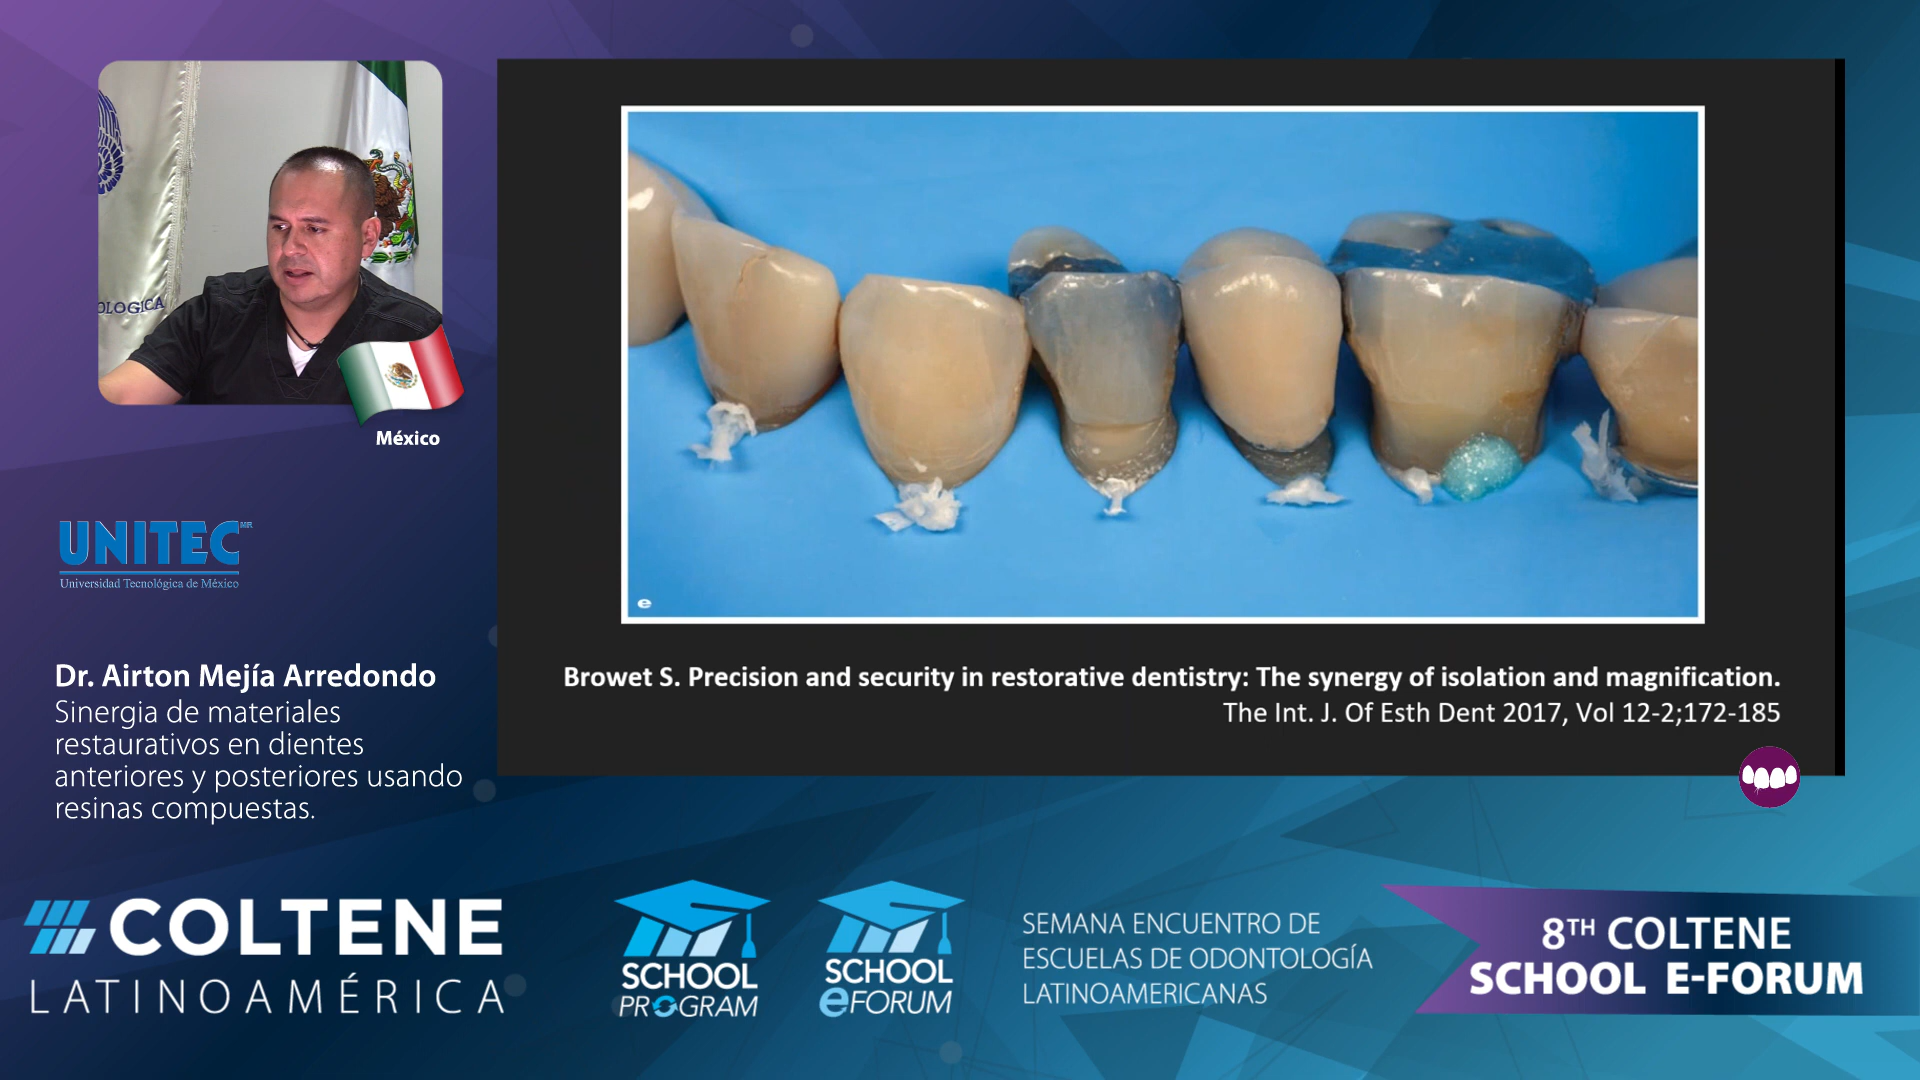 OLOGICA
México
UNITEC MR
Universidad Tecnológica de México
Dr. Airton Mejía Arredondo
Sinergia de materiales
restaurativos en dientes
anteriores y posteriores usando
resinas compuestas.
e
Browet S. Precision and security in restorative dentistry: The synergy of isolation and magnification.
The Int. J. Of Esth Dent 2017, Vol 12-2;172-185
COLTENE
LATINOAMÉRICA
SCHOOL
PROGRAM
SCHOOL
eFORUM
SEMANA ENCUENTRO DE
ESCUELAS DE ODONTOLOGÍA
LATINOAMERICANAS
8TH COLTENE
SCHOOL E-FORUM